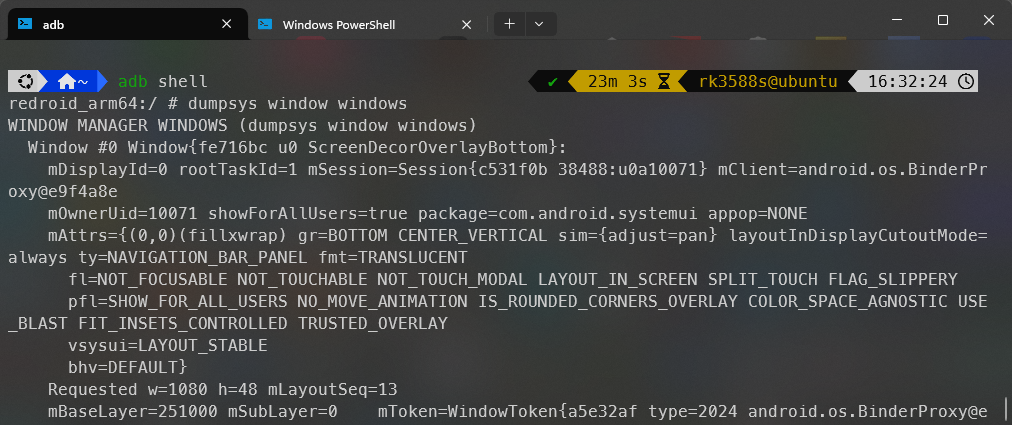 adb
Windows PowerShell
~ adb shell ✔ 23m 3s rk3588s@ubuntu 16:32:24
redroid_arm64:/ # dumpsys window windows
WINDOW MANAGER WINDOWS (dumpsys window windows)
  Window #0 Window{fe716bc u0 ScreenDecorOverlayBottom}:
    mDisplayId=0 rootTaskId=1 mSession=Session{c531f0b 38488:u0a10071} mClient=android.os.BinderPr
oxy@e9f4a8e
    mOwnerUid=10071 showForAllUsers=true package=com.android.systemui appop=NONE
    mAttrs={(0,0)(fillxwrap) gr=BOTTOM CENTER_VERTICAL sim={adjust=pan} layoutInDisplayCutoutMode=
always ty=NAVIGATION_BAR_PANEL fmt=TRANSLUCENT
      fl=NOT_FOCUSABLE NOT_TOUCHABLE NOT_TOUCH_MODAL LAYOUT_IN_SCREEN SPLIT_TOUCH FLAG_SLIPPERY
      pfl=SHOW_FOR_ALL_USERS NO_MOVE_ANIMATION IS_ROUNDED_CORNERS_OVERLAY COLOR_SPACE_AGNOSTIC USE
_BLAST FIT_INSETS_CONTROLLED TRUSTED_OVERLAY
      vsysui=LAYOUT_STABLE
      bhv=DEFAULT}
    Requested w=1080 h=48 mLayoutSeq=13
    mBaseLayer=251000 mSubLayer=0    mToken=WindowToken{a5e32af type=2024 android.os.BinderProxy@e